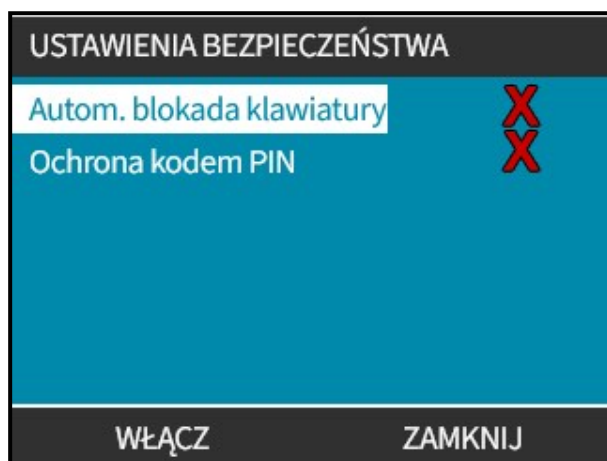 USTAWIENIA BEZPIECZEŃSTWA
Autom. blokada klawiatury X
Ochrona kodem PIN X
WŁĄCZ ZAMKNIJ